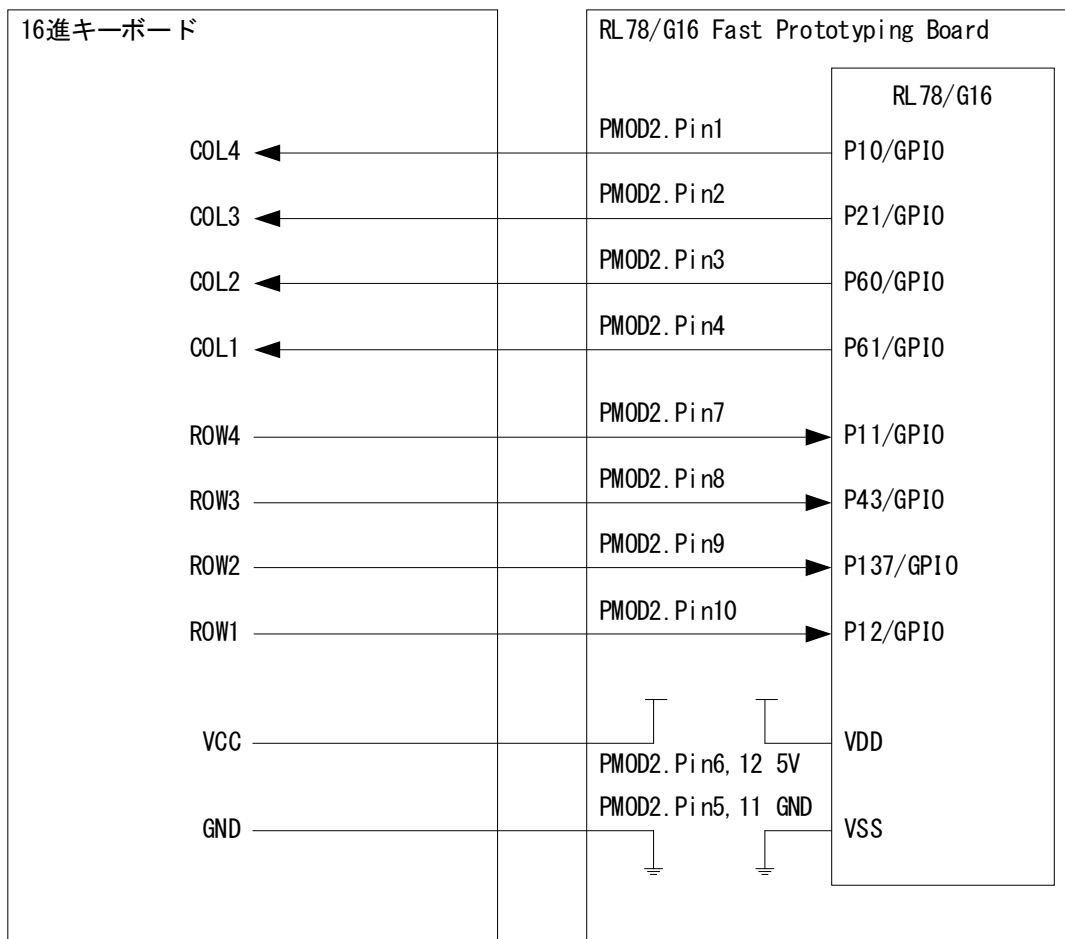 16進キーボード
RL78/G16 Fast Prototyping Board
RL78/G16
PMOD2.Pin1
COL4
P10/GPIO
PMOD2.Pin2
COL3
P21/GPIO
PMOD2.Pin3
COL2
P60/GPIO
PMOD2.Pin4
COL1
P61/GPIO
PMOD2.Pin7
ROW4
P11/GPIO
PMOD2.Pin8
ROW3
P43/GPIO
PMOD2.Pin9
ROW2
P137/GPIO
PMOD2.Pin10
ROW1
P12/GPIO
VCC
VDD
PMOD2.Pin6,12 5V
PMOD2.Pin5,11 GND
GND
VSS